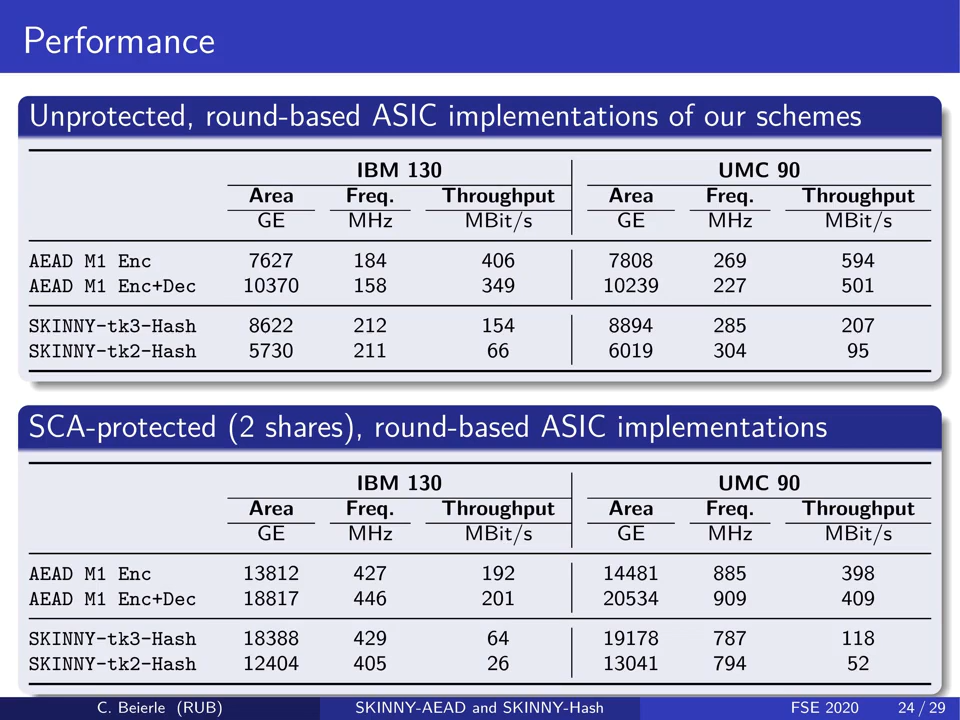 Performance
Unprotected, round-based ASIC implementations of our schemes
IBM 130 UMC 90
Area Freq. Throughput Area Freq. Throughput
GE MHz MBit/s GE MHz MBit/s
AEAD M1 Enc 7627 184 406 7808 269 594
AEAD M1 Enc+Dec 10370 158 349 10239 227 501
SKINNY-tk3-Hash 8622 212 154 8894 285 207
SKINNY-tk2-Hash 5730 211 66 6019 304 95
SCA-protected (2 shares), round-based ASIC implementations
IBM 130 UMC 90
Area Freq. Throughput Area Freq. Throughput
GE MHz MBit/s GE MHz MBit/s
AEAD M1 Enc 13812 427 192 14481 885 398
AEAD M1 Enc+Dec 18817 446 201 20534 909 409
SKINNY-tk3-Hash 18388 429 64 19178 787 118
SKINNY-tk2-Hash 12404 405 26 13041 794 52
C. Beierle (RUB) SKINNY-AEAD and SKINNY-Hash FSE 2020 24 / 29